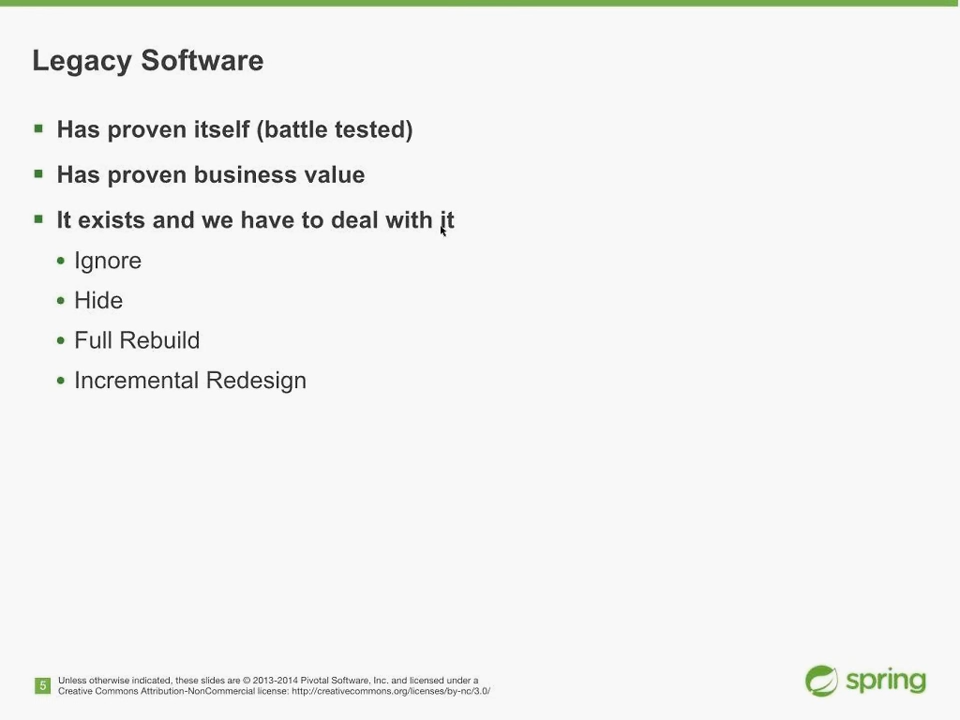 Legacy Software
Has proven itself (battle tested)
Has proven business value
It exists and we have to deal with it
Ignore
Hide
Full Rebuild
Incremental Redesign
5
Unless otherwise indicated, these slides are © 2013-2014 Pivotal Software, Inc. and licensed under a
Creative Commons Attribution-NonCommercial license: http://creativecommons.org/licenses/by-nc/3.0/
spring